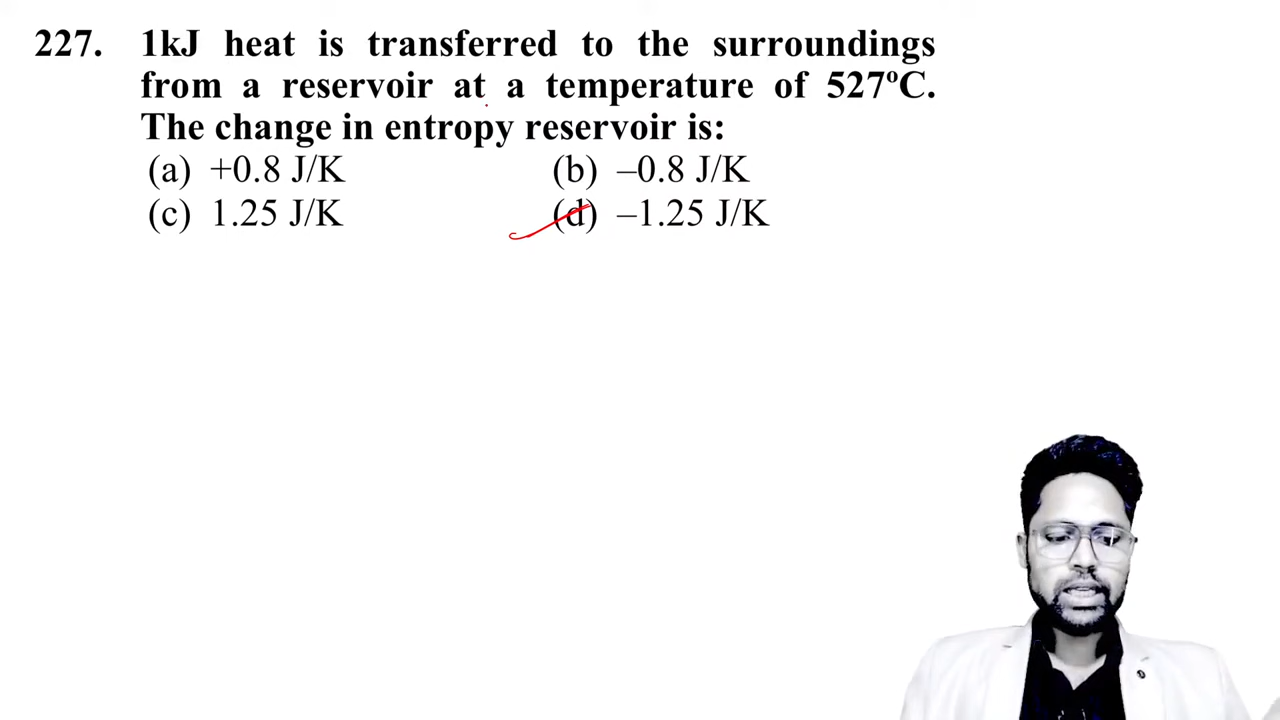 227. 1kJ heat is transferred to the surroundings
from a reservoir at a temperature of 527ºC.
The change in entropy reservoir is:
(a) +0.8 J/K (b) –0.8 J/K
(c) 1.25 J/K (d) –1.25 J/K